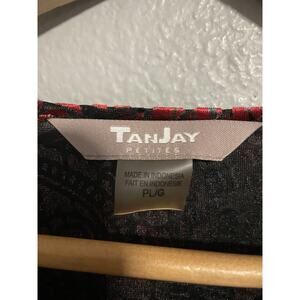 TANJAY
PETITES
MADE IN INDONESIA
FAIT EN INDONESIE
PL/G